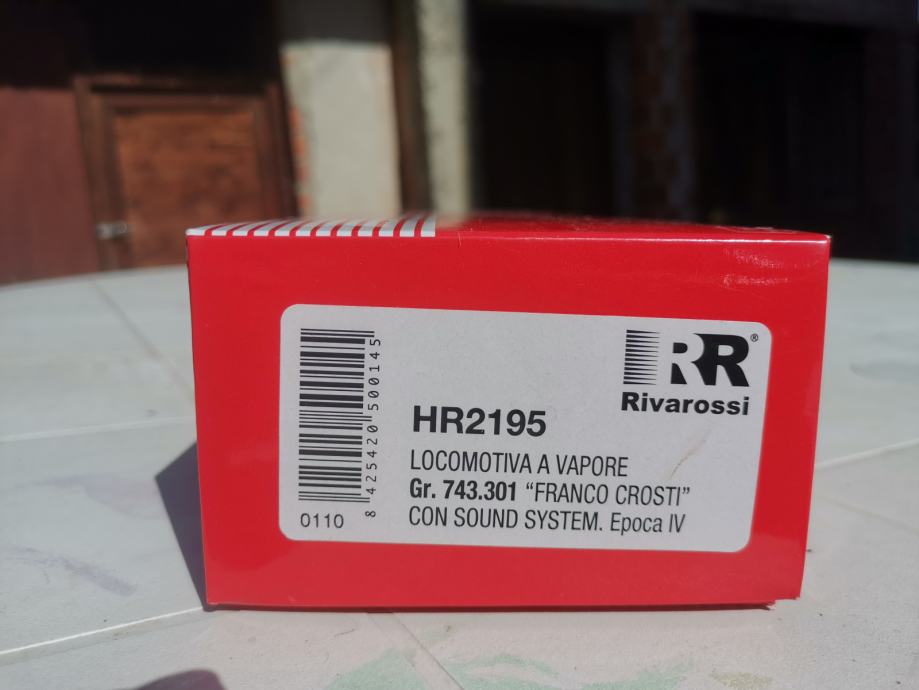 RR®
Rivarossi
HR2195
LOCOMOTIVA A VAPORE
Gr. 743.301 “FRANCO CROSTI”
CON SOUND SYSTEM. Epoca IV
8 425420 500145
0110